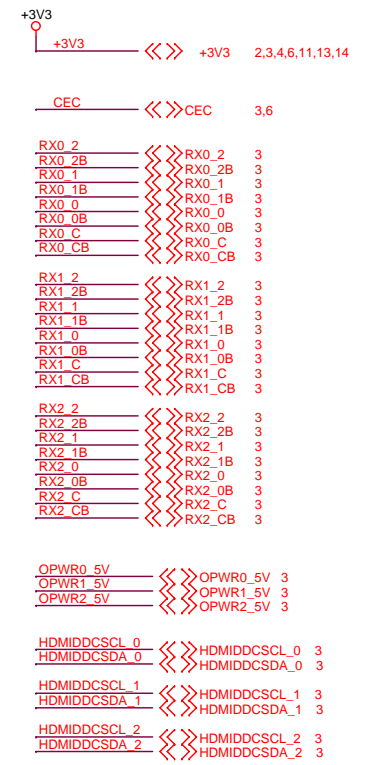 +3V3
+3V3 +3V3 2,3,4,6,11,13,14
CEC CEC 3,6
RX0_2 RX0_2 3
RX0_2B RX0_2B 3
RX0_1 RX0_1 3
RX0_1B RX0_1B 3
RX0_0 RX0_0 3
RX0_0B RX0_0B 3
RX0_C RX0_C 3
RX0_CB RX0_CB 3
RX1_2 RX1_2 3
RX1_2B RX1_2B 3
RX1_1 RX1_1 3
RX1_1B RX1_1B 3
RX1_0 RX1_0 3
RX1_0B RX1_0B 3
RX1_C RX1_C 3
RX1_CB RX1_CB 3
RX2_2 RX2_2 3
RX2_2B RX2_2B 3
RX2_1 RX2_1 3
RX2_1B RX2_1B 3
RX2_0 RX2_0 3
RX2_0B RX2_0B 3
RX2_C RX2_C 3
RX2_CB RX2_CB 3
OPWR0_5V OPWR0_5V 3
OPWR1_5V OPWR1_5V 3
OPWR2_5V OPWR2_5V 3
HDMIDDCSCL_0 HDMIDDCSCL_0 3
HDMIDDCSDA_0 HDMIDDCSDA_0 3
HDMIDDCSCL_1 HDMIDDCSCL_1 3
HDMIDDCSDA_1 HDMIDDCSDA_1 3
HDMIDDCSCL_2 HDMIDDCSCL_2 3
HDMIDDCSDA_2 HDMIDDCSDA_2 3